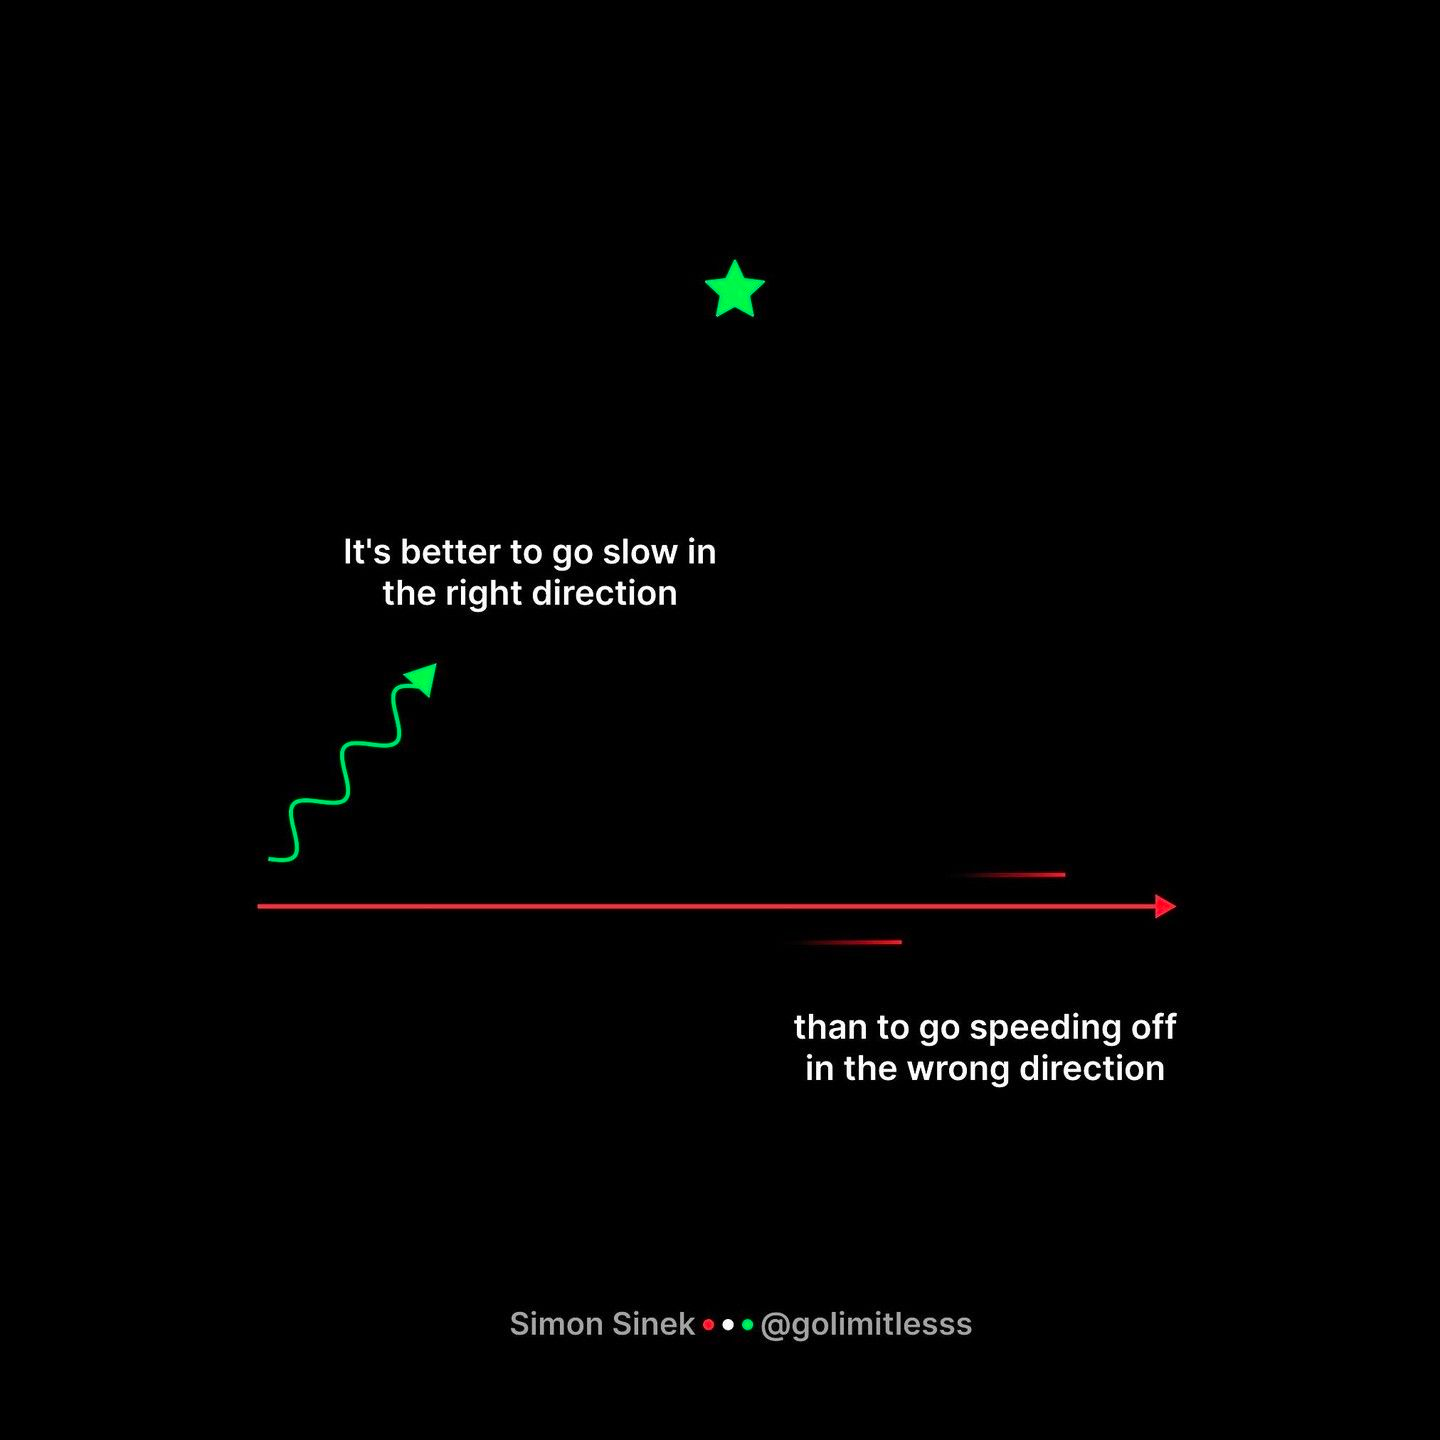 It's better to go slow in
the right direction
than to go speeding off
in the wrong direction
Simon Sinek @golimitlesss